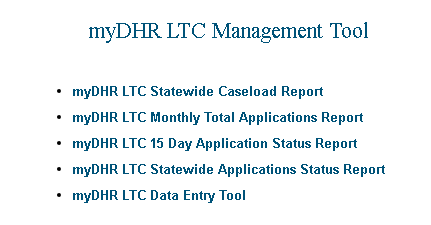 myDHR LTC Management Tool
• myDHR LTC Statewide Caseload Report
• myDHR LTC Monthly Total Applications Report
• myDHR LTC 15 Day Application Status Report
• myDHR LTC Statewide Applications Status Report
• myDHR LTC Data Entry Tool